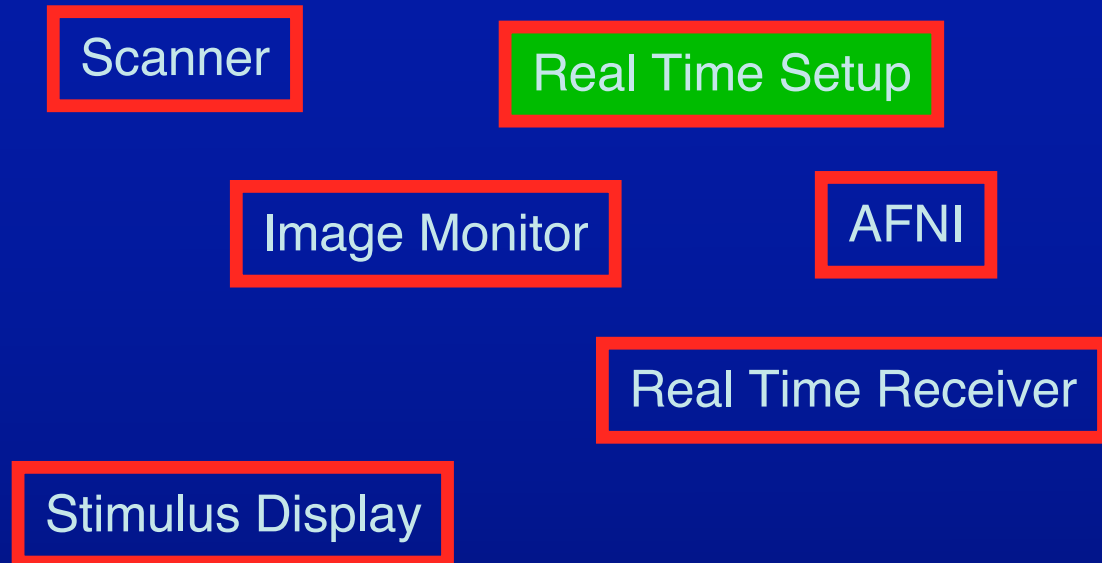 Scanner
Real Time Setup
Image Monitor
AFNI
Real Time Receiver
Stimulus Display